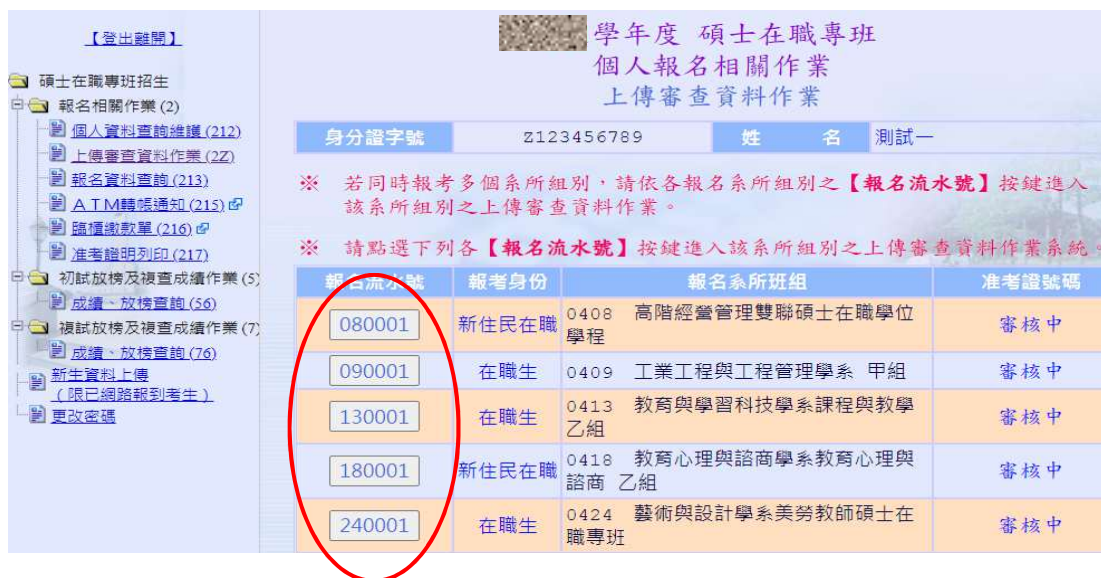 【登出離開】
碩士在職專班招生
報名相關作業 (2)
個人資料查詢維護 (212)
上傳審查資料作業 (2Z)
報名資料查詢 (213)
ＡＴＭ轉帳通知 (215)
臨櫃繳款單 (216)
准考證明列印 (217)
初試放榜及複查成績作業 (5)
成績、放榜查詢 (56)
複試放榜及複查成績作業 (7)
成績、放榜查詢 (76)
新生資料上傳
（限已網路報到考生）
更改密碼
學年度 碩士在職專班
個人報名相關作業
上傳審查資料作業
身分證字號 Z123456789 姓 名 測試一
※ 若同時報考多個系所組別，請依各報名系所組別之【報名流水號】按鍵進入
該系所組別之上傳審查資料作業。
※ 請點選下列各【報名流水號】按鍵進入該系所組別之上傳審查資料作業系統。
報名流水號 報考身份 報名系所班組 准考證號碼
080001 新住民在職 0408 高階經營管理雙聯碩士在職學位
學程 審核中
090001 在職生 0409 工業工程與工程管理學系 甲組 審核中
130001 在職生 0413 教育與學習科技學系課程與教學
乙組 審核中
180001 新住民在職 0418 教育心理與諮商學系教育心理與
諮商 乙組 審核中
240001 在職生 0424 藝術與設計學系美勞教師碩士在
職專班 審核中